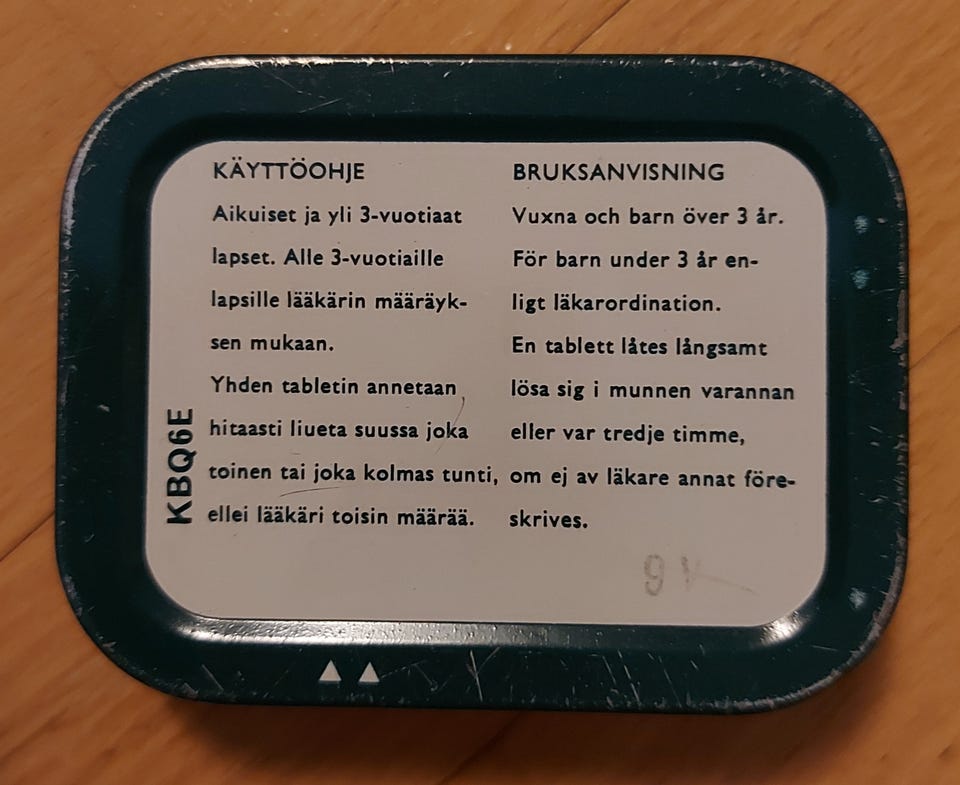 KÄYTTÖOHJE
Aikuiset ja yli 3-vuotiaat
lapset. Alle 3-vuotiaille
lapsille lääkärin määräyk-
sen mukaan.
Yhden tabletin annetaan
hitaasti liueta suussa joka
toinen tai joka kolmas tunti,
ellei lääkäri toisin määrää.
BRUKSANVISNING
Vuxna och barn över 3 år.
För barn under 3 år en-
ligt läkarordination.
En tablett låtes långsamt
lösa sig i munnen varannan
eller var tredje timme,
om ej av läkare annat före-
skrives.
KBQ6E